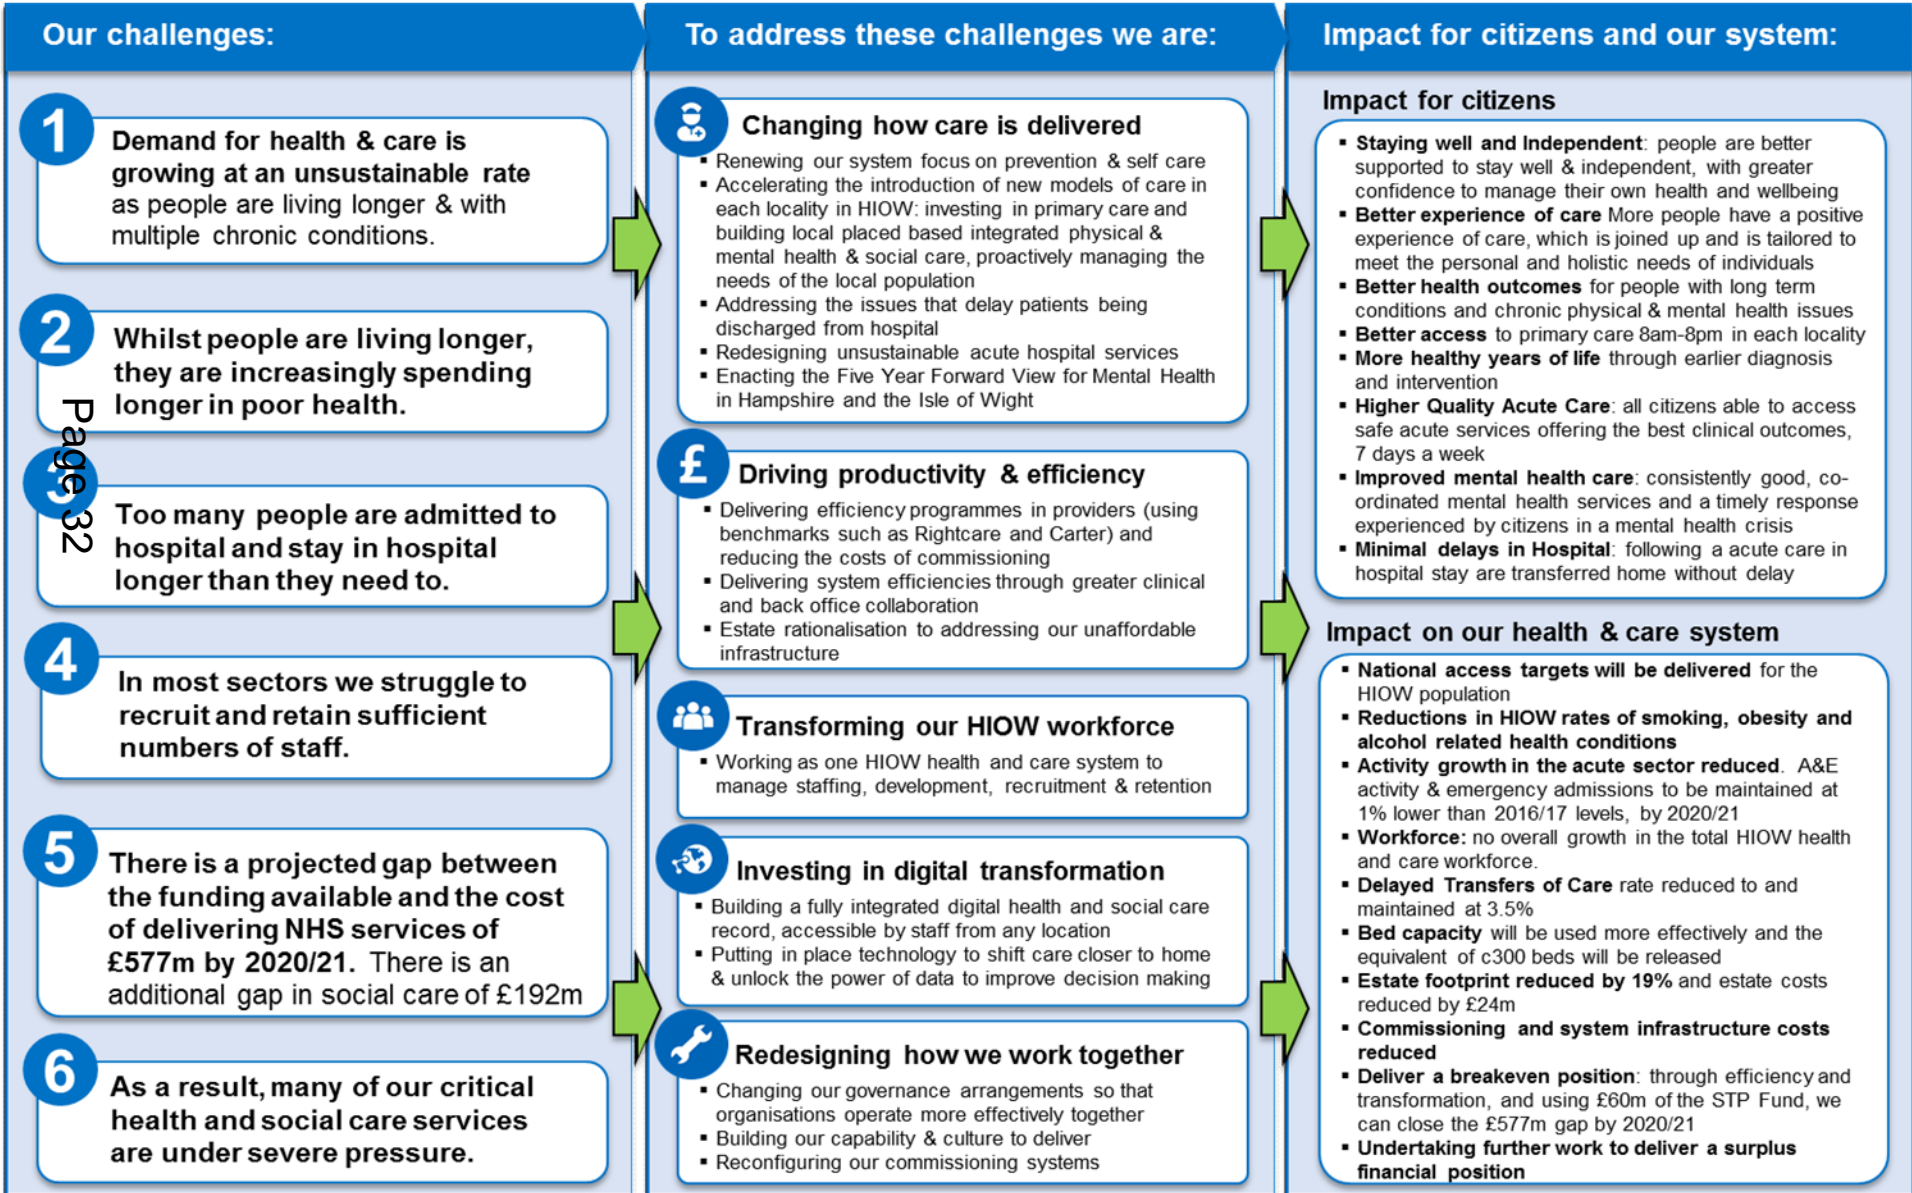 Our challenges:
1
Demand for health & care is
growing at an unsustainable rate
as people are living longer & with
multiple chronic conditions.
2
Whilst people are living longer,
they are increasingly spending
longer in poor health.
Page 32
3
Too many people are admitted to
hospital and stay in hospital
longer than they need to.
4
In most sectors we struggle to
recruit and retain sufficient
numbers of staff.
5
There is a projected gap between
the funding available and the cost
of delivering NHS services of
£577m by 2020/21. There is an
additional gap in social care of £192m
6
As a result, many of our critical
health and social care services
are under severe pressure.
To address these challenges we are:
Changing how care is delivered
▪ Renewing our system focus on prevention & self care
▪ Accelerating the introduction of new models of care in
each locality in HIOW: investing in primary care and
building local placed based integrated physical &
mental health & social care, proactively managing the
needs of the local population
▪ Addressing the issues that delay patients being
discharged from hospital
▪ Redesigning unsustainable acute hospital services
▪ Enacting the Five Year Forward View for Mental Health
in Hampshire and the Isle of Wight
£
Driving productivity & efficiency
▪ Delivering efficiency programmes in providers (using
benchmarks such as Rightcare and Carter) and
reducing the costs of commissioning
▪ Delivering system efficiencies through greater clinical
and back office collaboration
▪ Estate rationalisation to addressing our unaffordable
infrastructure
Transforming our HIOW workforce
▪ Working as one HIOW health and care system to
manage staffing, development, recruitment & retention
Investing in digital transformation
▪ Building a fully integrated digital health and social care
record, accessible by staff from any location
▪ Putting in place technology to shift care closer to home
& unlock the power of data to improve decision making
Redesigning how we work together
▪ Changing our governance arrangements so that
organisations operate more effectively together
▪ Building our capability & culture to deliver
▪ Reconfiguring our commissioning systems
Impact for citizens and our system:
Impact for citizens
▪ Staying well and Independent: people are better
supported to stay well & independent, with greater
confidence to manage their own health and wellbeing
▪ Better experience of care More people have a positive
experience of care, which is joined up and is tailored to
meet the personal and holistic needs of individuals
▪ Better health outcomes for people with long term
conditions and chronic physical & mental health issues
▪ Better access to primary care 8am-8pm in each locality
▪ More healthy years of life through earlier diagnosis
and intervention
▪ Higher Quality Acute Care: all citizens able to access
safe acute services offering the best clinical outcomes,
7 days a week
▪ Improved mental health care: consistently good, co-
ordinated mental health services and a timely response
experienced by citizens in a mental health crisis
▪ Minimal delays in Hospital: following a acute care in
hospital stay are transferred home without delay
Impact on our health & care system
▪ National access targets will be delivered for the
HIOW population
▪ Reductions in HIOW rates of smoking, obesity and
alcohol related health conditions
▪ Activity growth in the acute sector reduced. A&E
activity & emergency admissions to be maintained at
1% lower than 2016/17 levels, by 2020/21
▪ Workforce: no overall growth in the total HIOW health
and care workforce.
▪ Delayed Transfers of Care rate reduced to and
maintained at 3.5%
▪ Bed capacity will be used more effectively and the
equivalent of c300 beds will be released
▪ Estate footprint reduced by 19% and estate costs
reduced by £24m
▪ Commissioning and system infrastructure costs
reduced
▪ Deliver a breakeven position: through efficiency and
transformation, and using £60m of the STP Fund, we
can close the £577m gap by 2020/21
▪ Undertaking further work to deliver a surplus
financial position